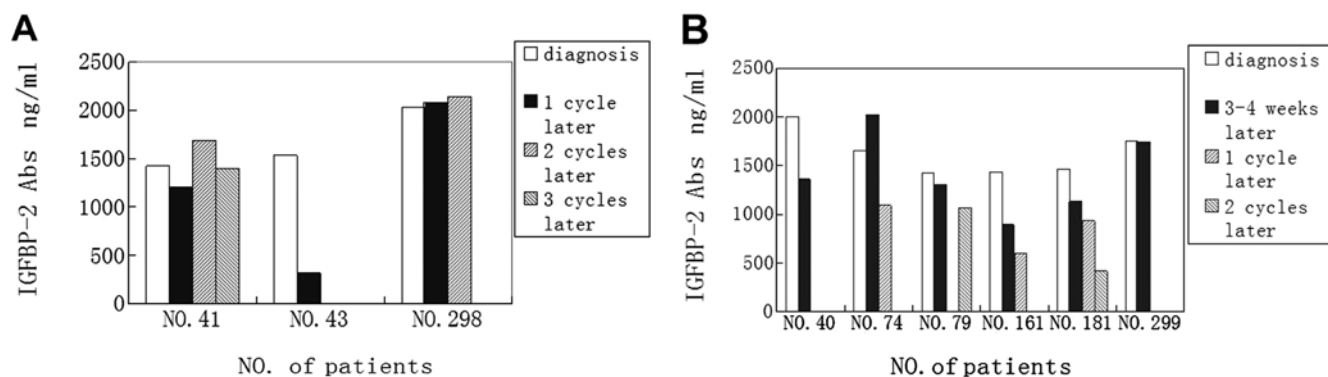 A
IGFBP-2 Abs ng/ml
2500
2000
1500
1000
500
0
NO. 41
NO. 43
NO. 298
NO. of patients
diagnosis
1 cycle
later
2 cycles
later
3 cycles
later
B
IGFBP-2 Abs ng/ml
2500
2000
1500
1000
500
0
NO. 40
NO. 74
NO. 79
NO. 161
NO. 181
NO. 299
NO. of patients
diagnosis
3-4 weeks
later
1 cycle
later
2 cycles
later